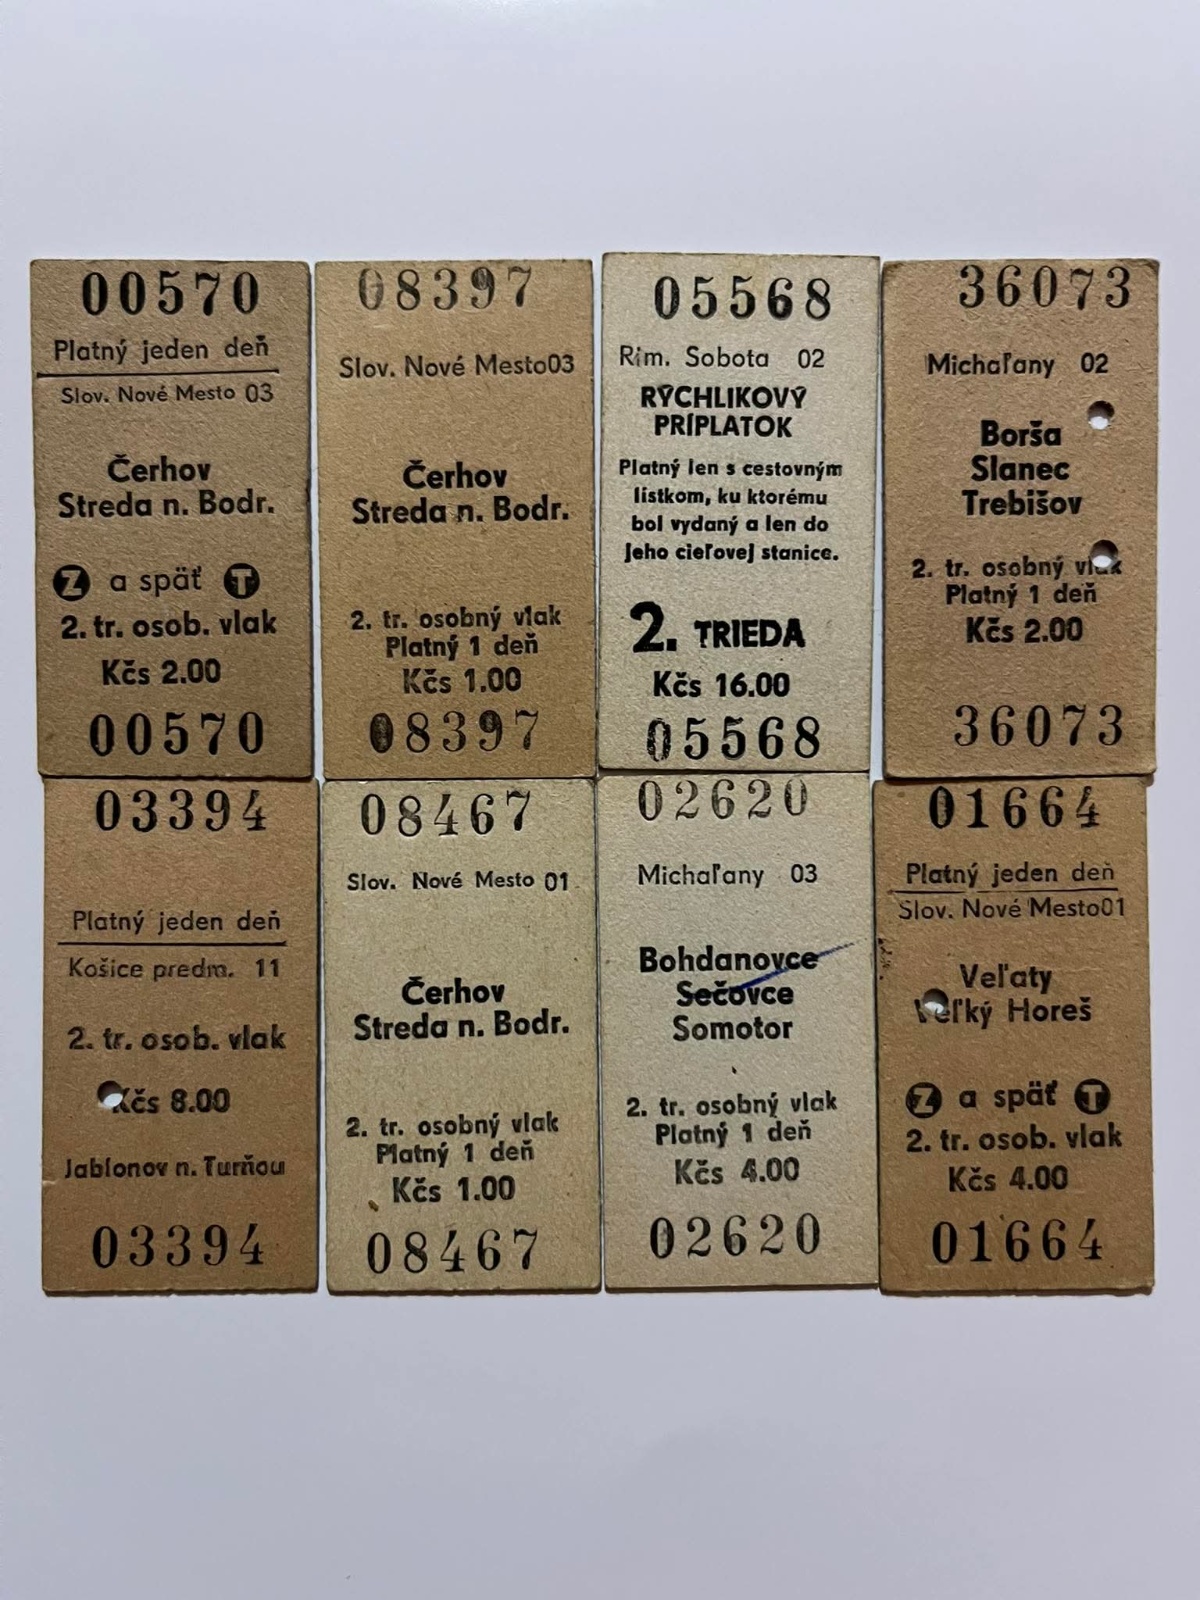 00570
Platný jeden deň
Slov. Nové Mesto 03
Čerhov
Streda n. Bodr.
Z a späť T
2. tr. osob. vlak
Kčs 2.00
00570
08397
Slov. Nové Mesto03
Čerhov
Streda n. Bodr.
2. tr. osobný vlak
Platný 1 deň
Kčs 1.00
08397
05568
Rim. Sobota 02
RÝCHLIKOVÝ
PRÍPLATOK
Platný len s cestovným
lístkom, ku ktorému
bol vydaný a len do
jeho cieľovej stanice.
2. TRIEDA
Kčs 16.00
05568
36073
Michaľany 02
Borša
Slanec
Trebišov
2. tr. osobný vlak
Platný 1 deň
Kčs 2.00
36073
03394
Platný jeden deň
Košice predm. 11
2. tr. osob. vlak
Kčs 8.00
Jablonov n. Turňou
03394
08467
Slov. Nové Mesto 01
Čerhov
Streda n. Bodr.
2. tr. osobný vlak
Platný 1 deň
Kčs 1.00
08467
02620
Michaľany 03
Bohdanovce
Sečovce
Somotor
2. tr. osobný vlak
Platný 1 deň
Kčs 4.00
02620
01664
Platný jeden deň
Slov. Nové Mesto01
Veľaty
Veľký Horeš
Z a späť T
2. tr. osob. vlak
Kčs 4.00
01664